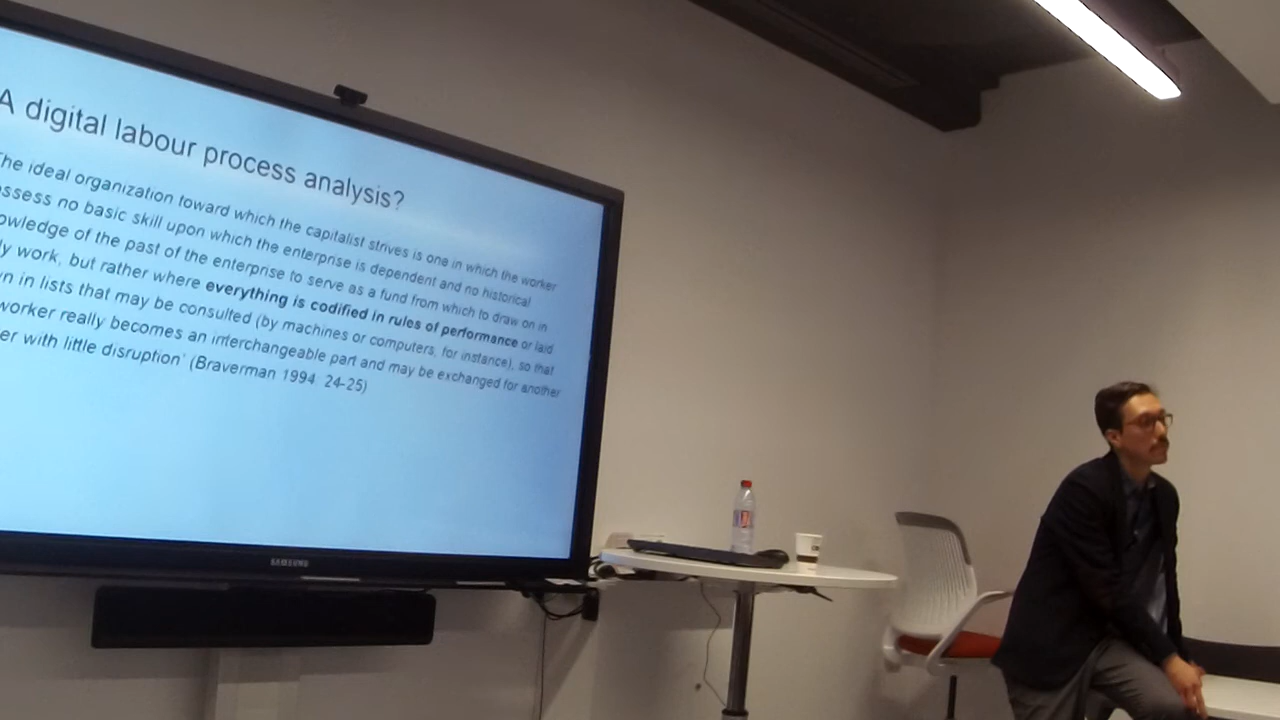 A digital labour process analysis?
The ideal organization toward which the capitalist strives is one in which the worker
ssess no basic skill upon which the enterprise is dependent and no historical
owledge of the past of the enterprise to serve as a fund from which to draw on in
ly work, but rather where everything is codified in rules of performance or laid
n in lists that may be consulted (by machines or computers, for instance), so that
worker really becomes an interchangeable part and may be exchanged for another
er with little disruption' (Braverman 1994 24-25)
SAMSUNG